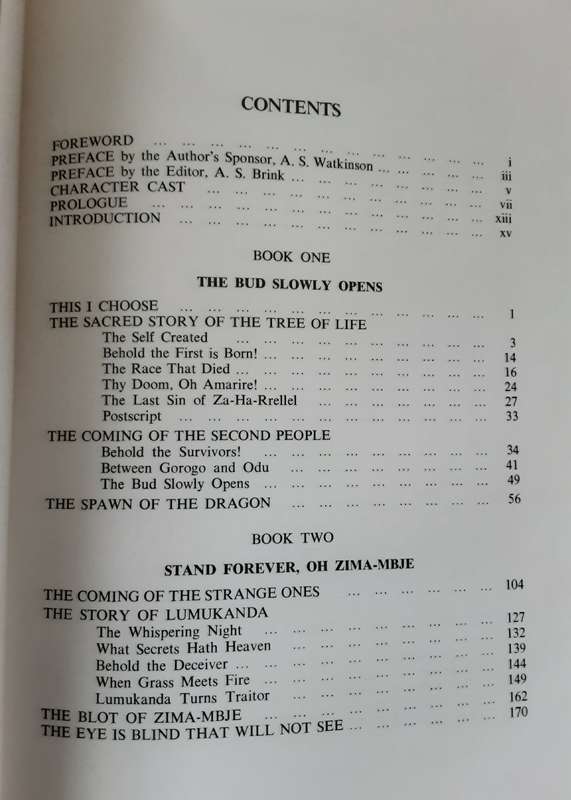 CONTENTS
FOREWORD ... ... ... ... ... ... ... ... ... ... ... ... i
PREFACE by the Author's Sponsor, A. S. Watkinson ... ... ... ... iii
PREFACE by the Editor, A. S. Brink ... ... ... ... ... ... ... v
CHARACTER CAST ... ... ... ... ... ... ... ... ... ... ... vii
PROLOGUE ... ... ... ... ... ... ... ... ... ... ... ... xiii
INTRODUCTION ... ... ... ... ... ... ... ... ... ... ... xv
BOOK ONE
THE BUD SLOWLY OPENS
THIS I CHOOSE ... ... ... ... ... ... ... ... ... ... ... 1
THE SACRED STORY OF THE TREE OF LIFE
The Self Created ... ... ... ... ... ... ... ... ... ... 3
Behold the First is Born! ... ... ... ... ... ... ... ... 14
The Race That Died ... ... ... ... ... ... ... ... ... 16
Thy Doom, Oh Amarire! ... ... ... ... ... ... ... ... 24
The Last Sin of Za-Ha-Rrellel ... ... ... ... ... ... ... 27
Postscript ... ... ... ... ... ... ... ... ... ... ... ... 33
THE COMING OF THE SECOND PEOPLE
Behold the Survivors! ... ... ... ... ... ... ... ... ... 34
Between Gorogo and Odu ... ... ... ... ... ... ... ... 41
The Bud Slowly Opens ... ... ... ... ... ... ... ... ... 49
THE SPAWN OF THE DRAGON ... ... ... ... ... ... ... ... 56
BOOK TWO
STAND FOREVER, OH ZIMA-MBJE
THE COMING OF THE STRANGE ONES ... ... ... ... ... ... 104
THE STORY OF LUMUKANDA
The Whispering Night ... ... ... ... ... ... ... ... ... 127
What Secrets Hath Heaven ... ... ... ... ... ... ... ... 132
Behold the Deceiver ... ... ... ... ... ... ... ... ... ... 139
When Grass Meets Fire ... ... ... ... ... ... ... ... ... 144
Lumukanda Turns Traitor ... ... ... ... ... ... ... ... 149
THE BLOT OF ZIMA-MBJE ... ... ... ... ... ... ... ... ... 162
THE EYE IS BLIND THAT WILL NOT SEE ... ... ... ... ... ... 170